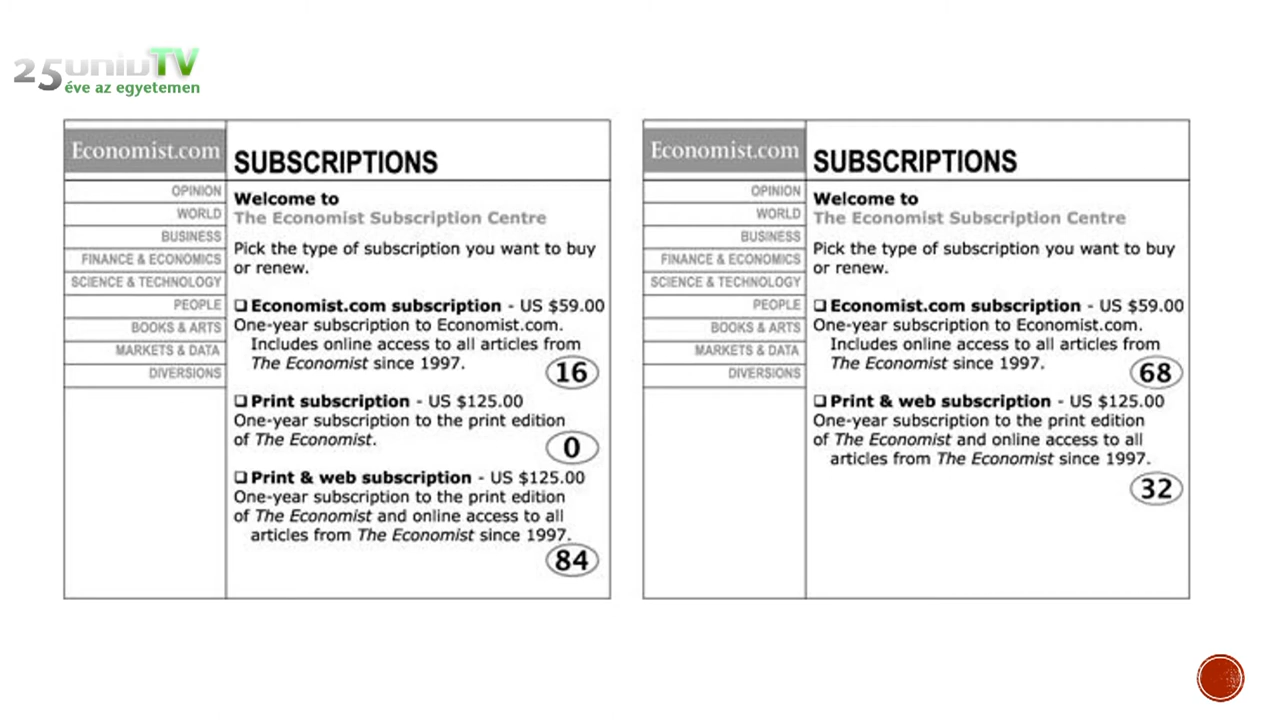 25univTV
éve az egyetemen
Economist.com
OPINION
WORLD
BUSINESS
FINANCE & ECONOMICS
SCIENCE & TECHNOLOGY
PEOPLE
BOOKS & ARTS
MARKETS & DATA
DIVERSIONS
SUBSCRIPTIONS
Welcome to
The Economist Subscription Centre
Pick the type of subscription you want to buy
or renew.
❑ Economist.com subscription - US $59.00
One-year subscription to Economist.com.
Includes online access to all articles from
The Economist since 1997.
16
❑ Print subscription - US $125.00
One-year subscription to the print edition
of The Economist.
0
❑ Print & web subscription - US $125.00
One-year subscription to the print edition
of The Economist and online access to all
articles from The Economist since 1997.
84
Economist.com
OPINION
WORLD
BUSINESS
FINANCE & ECONOMICS
SCIENCE & TECHNOLOGY
PEOPLE
BOOKS & ARTS
MARKETS & DATA
DIVERSIONS
SUBSCRIPTIONS
Welcome to
The Economist Subscription Centre
Pick the type of subscription you want to buy
or renew.
❑ Economist.com subscription - US $59.00
One-year subscription to Economist.com.
Includes online access to all articles from
The Economist since 1997.
68
❑ Print & web subscription - US $125.00
One-year subscription to the print edition
of The Economist and online access to all
articles from The Economist since 1997.
32